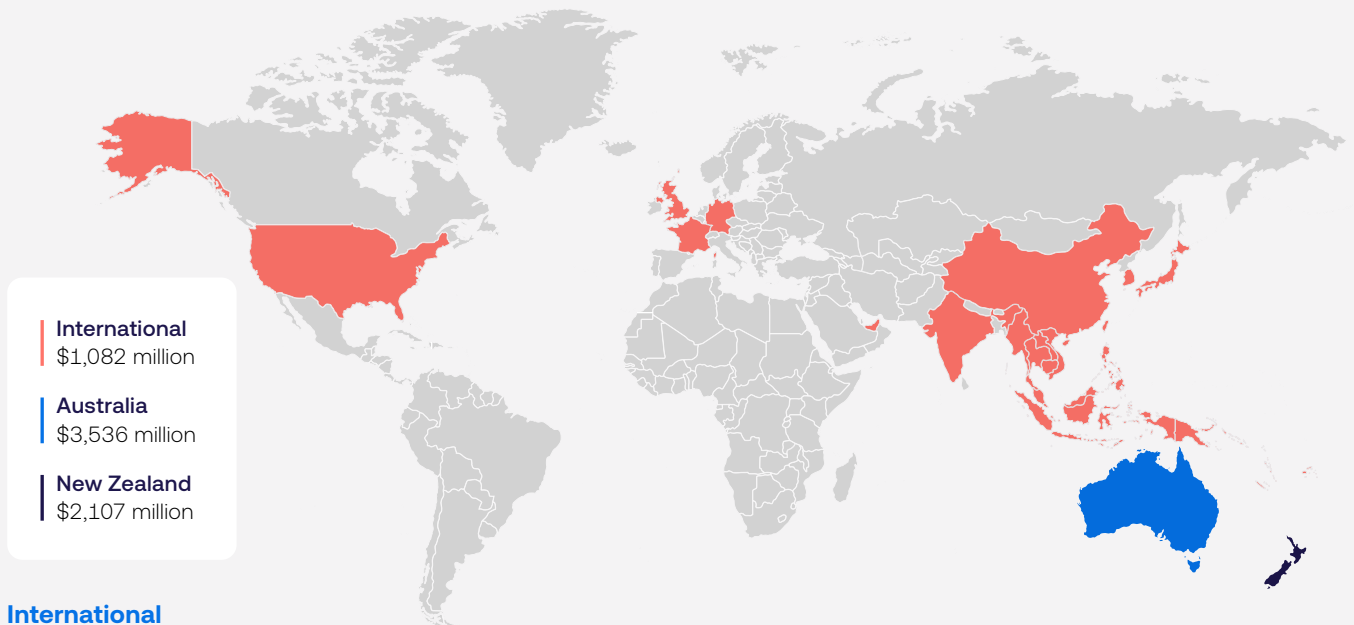 International
$1,082 million
Australia
$3,536 million
New Zealand
$2,107 million
International